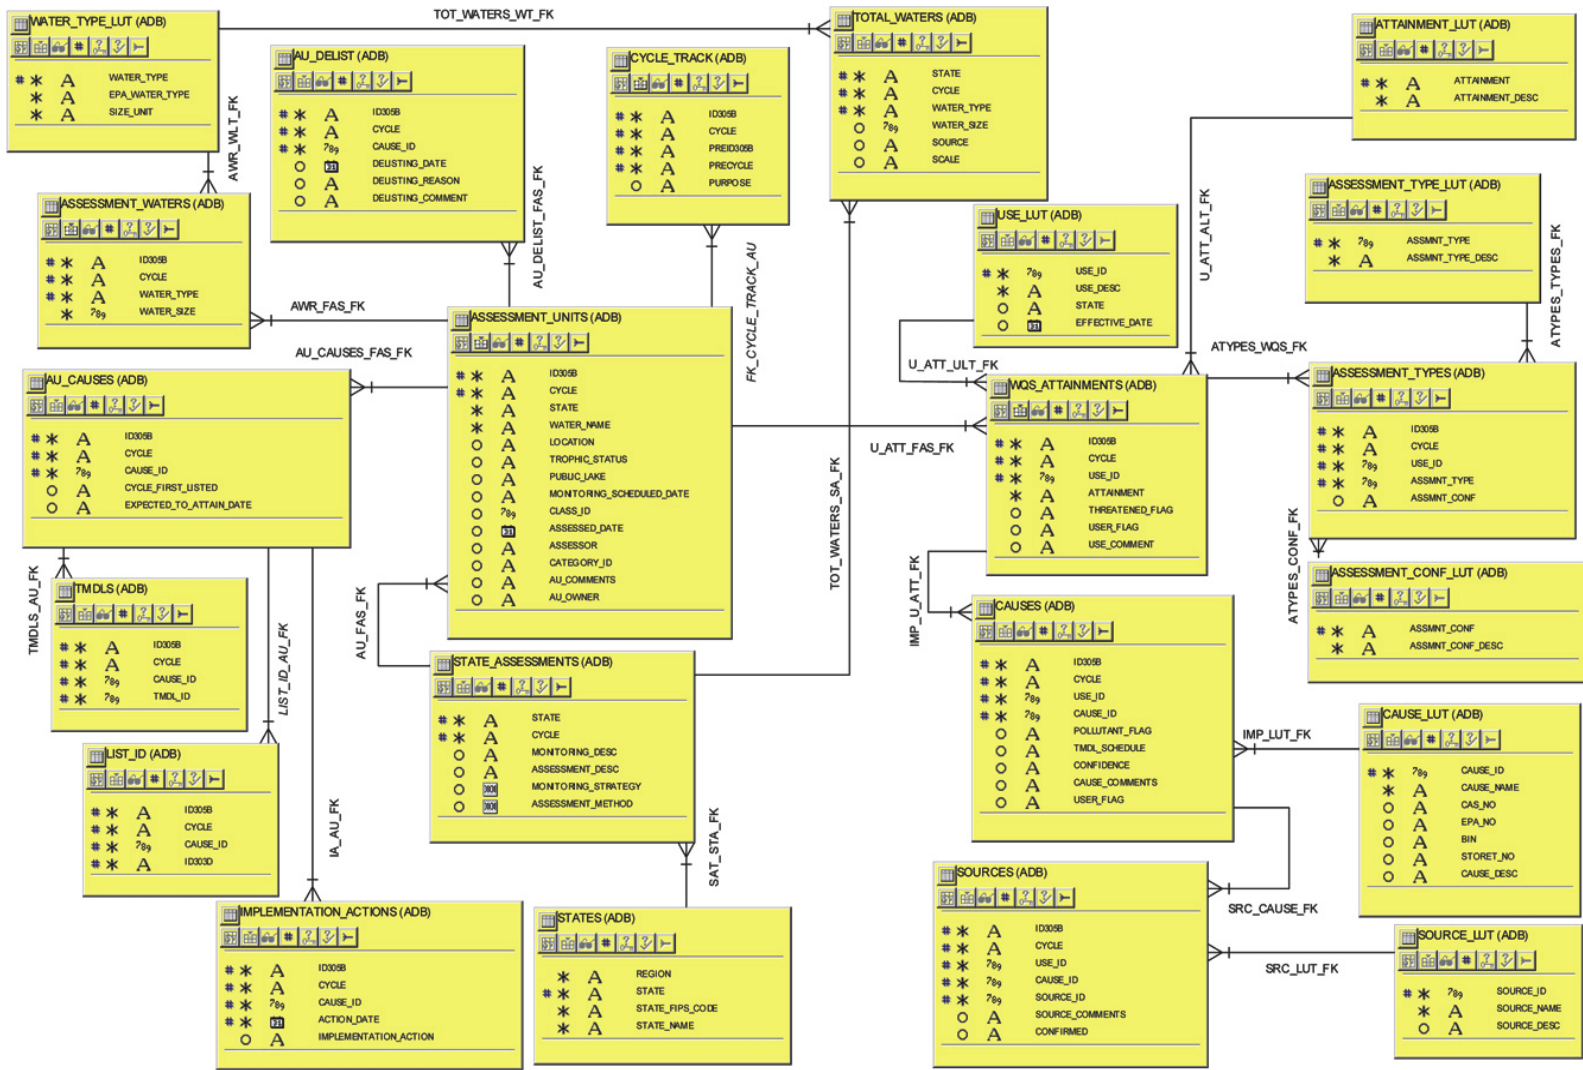 WATER_TYPE_LUT (ADB)
WATER_TYPE
EPA_WATER_TYPE
SIZE_UNIT
TOT_WATERS_WT_FK
AU_DELIST (ADB)
ID305B
CYCLE
CAUSE_ID
DELISTING_DATE
DELISTING_REASON
DELISTING_COMMENT
CYCLE_TRACK (ADB)
ID305B
CYCLE
PREID305B
PRECYCLE
PURPOSE
TOTAL_WATERS (ADB)
STATE
CYCLE
WATER_TYPE
WATER_SIZE
SOURCE
SCALE
ATTAINMENT_LUT (ADB)
ATTAINMENT
ATTAINMENT_DESC
AWR_WLT_FK
ASSESSMENT_WATERS (ADB)
ID305B
CYCLE
WATER_TYPE
WATER_SIZE
AWR_FAS_FK
AU_DELIST_FAS_FK
FK_CYCLE_TRACK_AU
USE_LUT (ADB)
USE_ID
USE_DESC
STATE
EFFECTIVE_DATE
U_ATT_ALT_FK
ASSESSMENT_TYPE_LUT (ADB)
ASSMNT_TYPE
ASSMNT_TYPE_DESC
ATYPES_TYPES_FK
AU_CAUSES_FAS_FK
AU_CAUSES (ADB)
ID305B
CYCLE
CAUSE_ID
CYCLE_FIRST_LISTED
EXPECTED_TO_ATTAIN_DATE
ASSESSMENT_UNITS (ADB)
ID305B
CYCLE
STATE
WATER_NAME
LOCATION
TROPHIC_STATUS
PUBLIC_LAKE
MONITORING_SCHEDULED_DATE
CLASS_ID
ASSESSED_DATE
ASSESSOR
CATEGORY_ID
AU_COMMENTS
AU_OWNER
U_ATT_ULT_FK
U_ATT_FAS_FK
TOT_WATERS_SA_FK
WQS_ATTAINMENTS (ADB)
ID305B
CYCLE
USE_ID
ATTAINMENT
THREATENED_FLAG
USER_FLAG
USE_COMMENT
ATYPES_WQS_FK
ASSESSMENT_TYPES (ADB)
ID305B
CYCLE
USE_ID
ASSMNT_TYPE
ASSMNT_CONF
ATYPES_CONF_FK
ASSESSMENT_CONF_LUT (ADB)
ASSMNT_CONF
ASSMNT_CONF_DESC
TMDLS_AU_FK
TMDLS (ADB)
ID305B
CYCLE
CAUSE_ID
TMDL_ID
LIST_ID_AU_FK
IA_AU_FK
AU_FAS_FK
STATE_ASSESSMENTS (ADB)
STATE
CYCLE
MONITORING_DESC
ASSESSMENT_DESC
MONITORING_STRATEGY
ASSESSMENT_METHOD
IMP_U_ATT_FK
CAUSES (ADB)
ID305B
CYCLE
USE_ID
CAUSE_ID
POLLUTANT_FLAG
TMDL_SCHEDULE
CONFIDENCE
CAUSE_COMMENTS
USER_FLAG
IMP_LUT_FK
CAUSE_LUT (ADB)
CAUSE_ID
CAUSE_NAME
CAS_NO
EPA_NO
BIN
STORET_NO
CAUSE_DESC
LIST_ID (ADB)
ID305B
CYCLE
CAUSE_ID
ID303D
SAT_STA_FK
IMPLEMENTATION_ACTIONS (ADB)
ID305B
CYCLE
CAUSE_ID
ACTION_DATE
IMPLEMENTATION_ACTION
STATES (ADB)
REGION
STATE
STATE_FIPS_CODE
STATE_NAME
SOURCES (ADB)
ID305B
CYCLE
USE_ID
CAUSE_ID
SOURCE_ID
SOURCE_COMMENTS
CONFIRMED
SRC_CAUSE_FK
SRC_LUT_FK
SOURCE_LUT (ADB)
SOURCE_ID
SOURCE_NAME
SOURCE_DESC